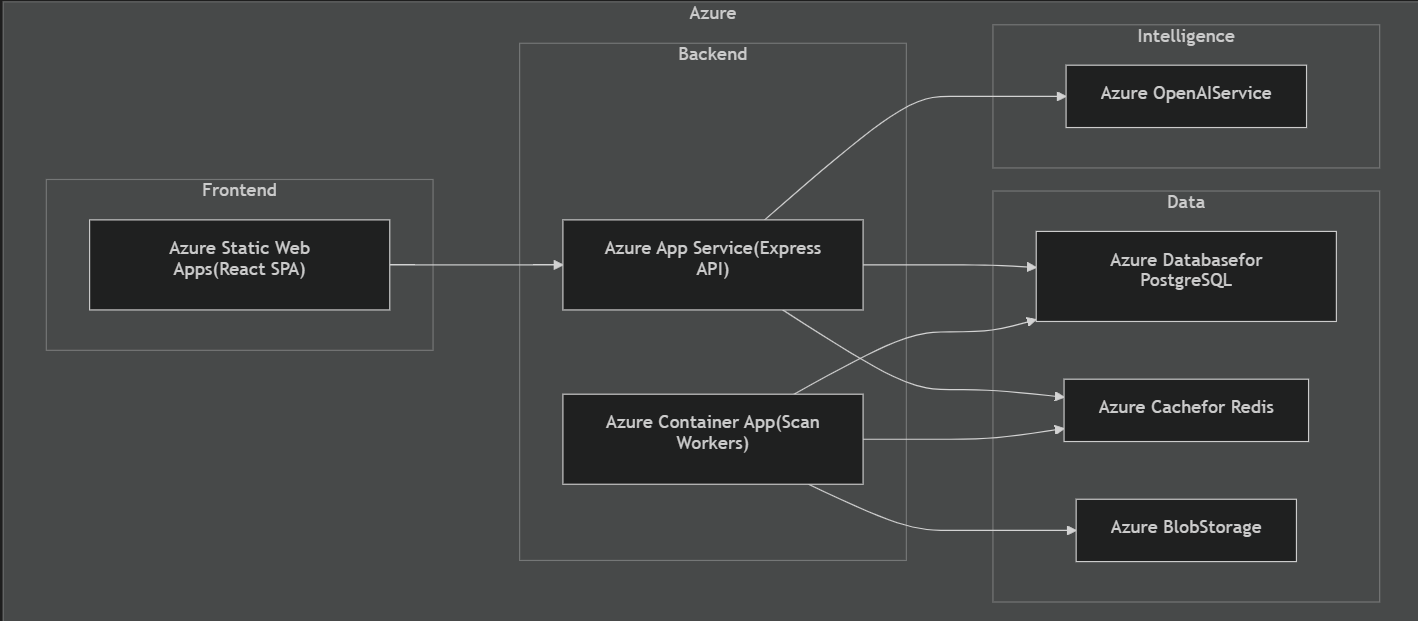 Azure
Frontend
Azure Static Web
Apps(React SPA)
Backend
Azure App Service(Express
API)
Azure Container App(Scan
Workers)
Intelligence
Azure OpenAIService
Data
Azure Databasefor
PostgreSQL
Azure Cachefor Redis
Azure BlobStorage